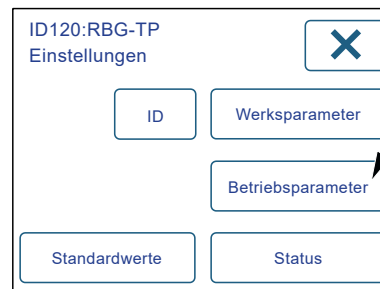 ID120:RBG-TP
Einstellungen
ID
Werksparameter
Betriebsparameter
Standardwerte
Status